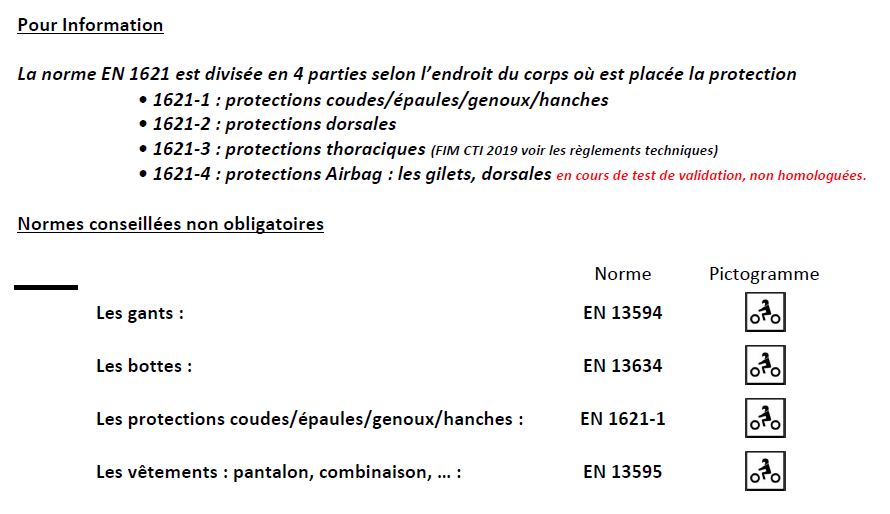 Pour Information
La norme EN 1621 est divisée en 4 parties selon l'endroit du corps où est placée la protection
• 1621-1 : protections coudes/épaules/genoux/hanches
• 1621-2 : protections dorsales
• 1621-3 : protections thoraciques (FIM CTI 2019 voir les règlements techniques)
• 1621-4 : protections Airbag : les gilets, dorsales en cours de test de validation, non homologuées.
Normes conseillées non obligatoires
Norme Pictogramme
Les gants : EN 13594
Les bottes : EN 13634
Les protections coudes/épaules/genoux/hanches : EN 1621-1
Les vêtements : pantalon, combinaison, ... : EN 13595